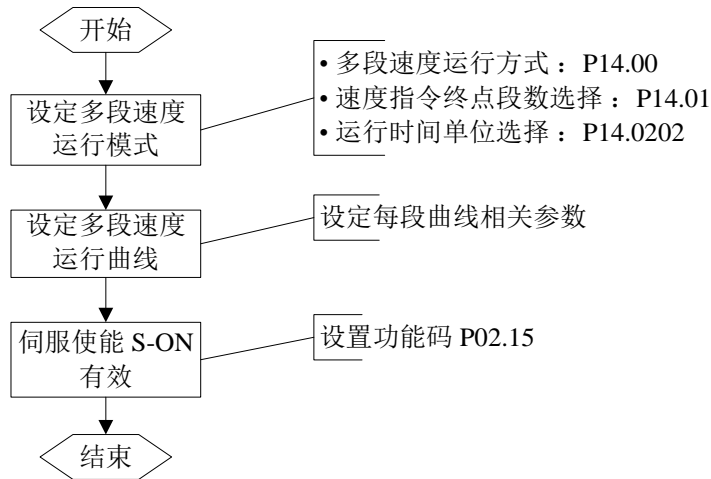 开始
• 多段速度运行方式：P14.00
• 速度指令终点段数选择：P14.01
• 运行时间单位选择：P14.0202
设定多段速度
运行模式
设定每段曲线相关参数
设定多段速度
运行曲线
设置功能码 P02.15
伺服使能 S-ON
有效
结束